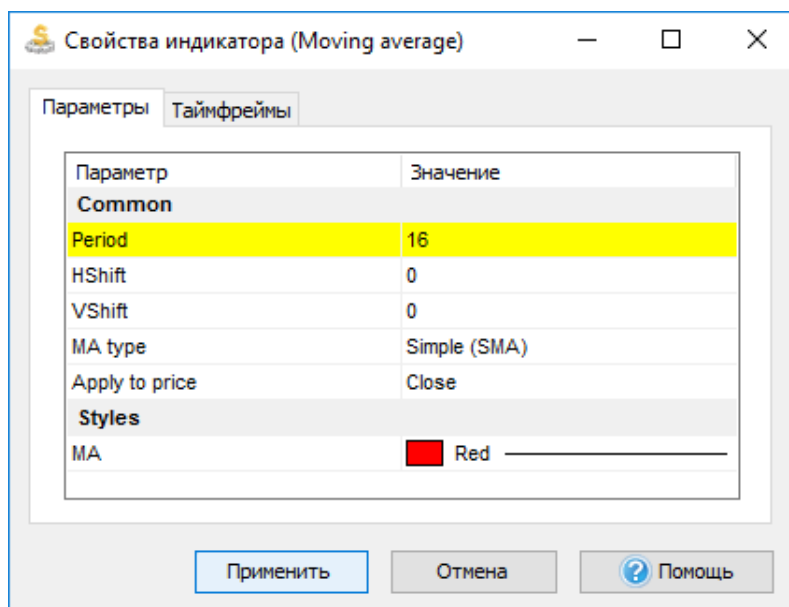 Свойства индикатора (Moving average)
Параметры Таймфреймы
Параметр Значение
Common
Period 16
HShift 0
VShift 0
MA type Simple (SMA)
Apply to price Close
Styles
MA Red
Применить Отмена Помощь